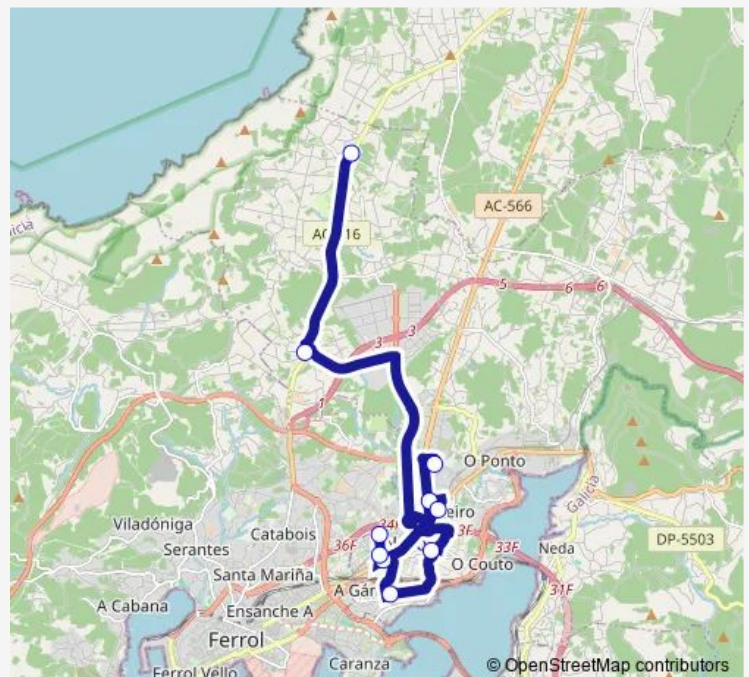 AC-566
5
6
6
3
3
1
O Ponto
Galicia
Viladóniga
Catabois
36F
3F
33F
Neda
DP-5503
Serantes
Santa Mariña
O Couto
31F
A Cabana
Ensanche A
A Gár
Ferrol
Ferrol Vello
Caranza
© OpenStreetMap contributors